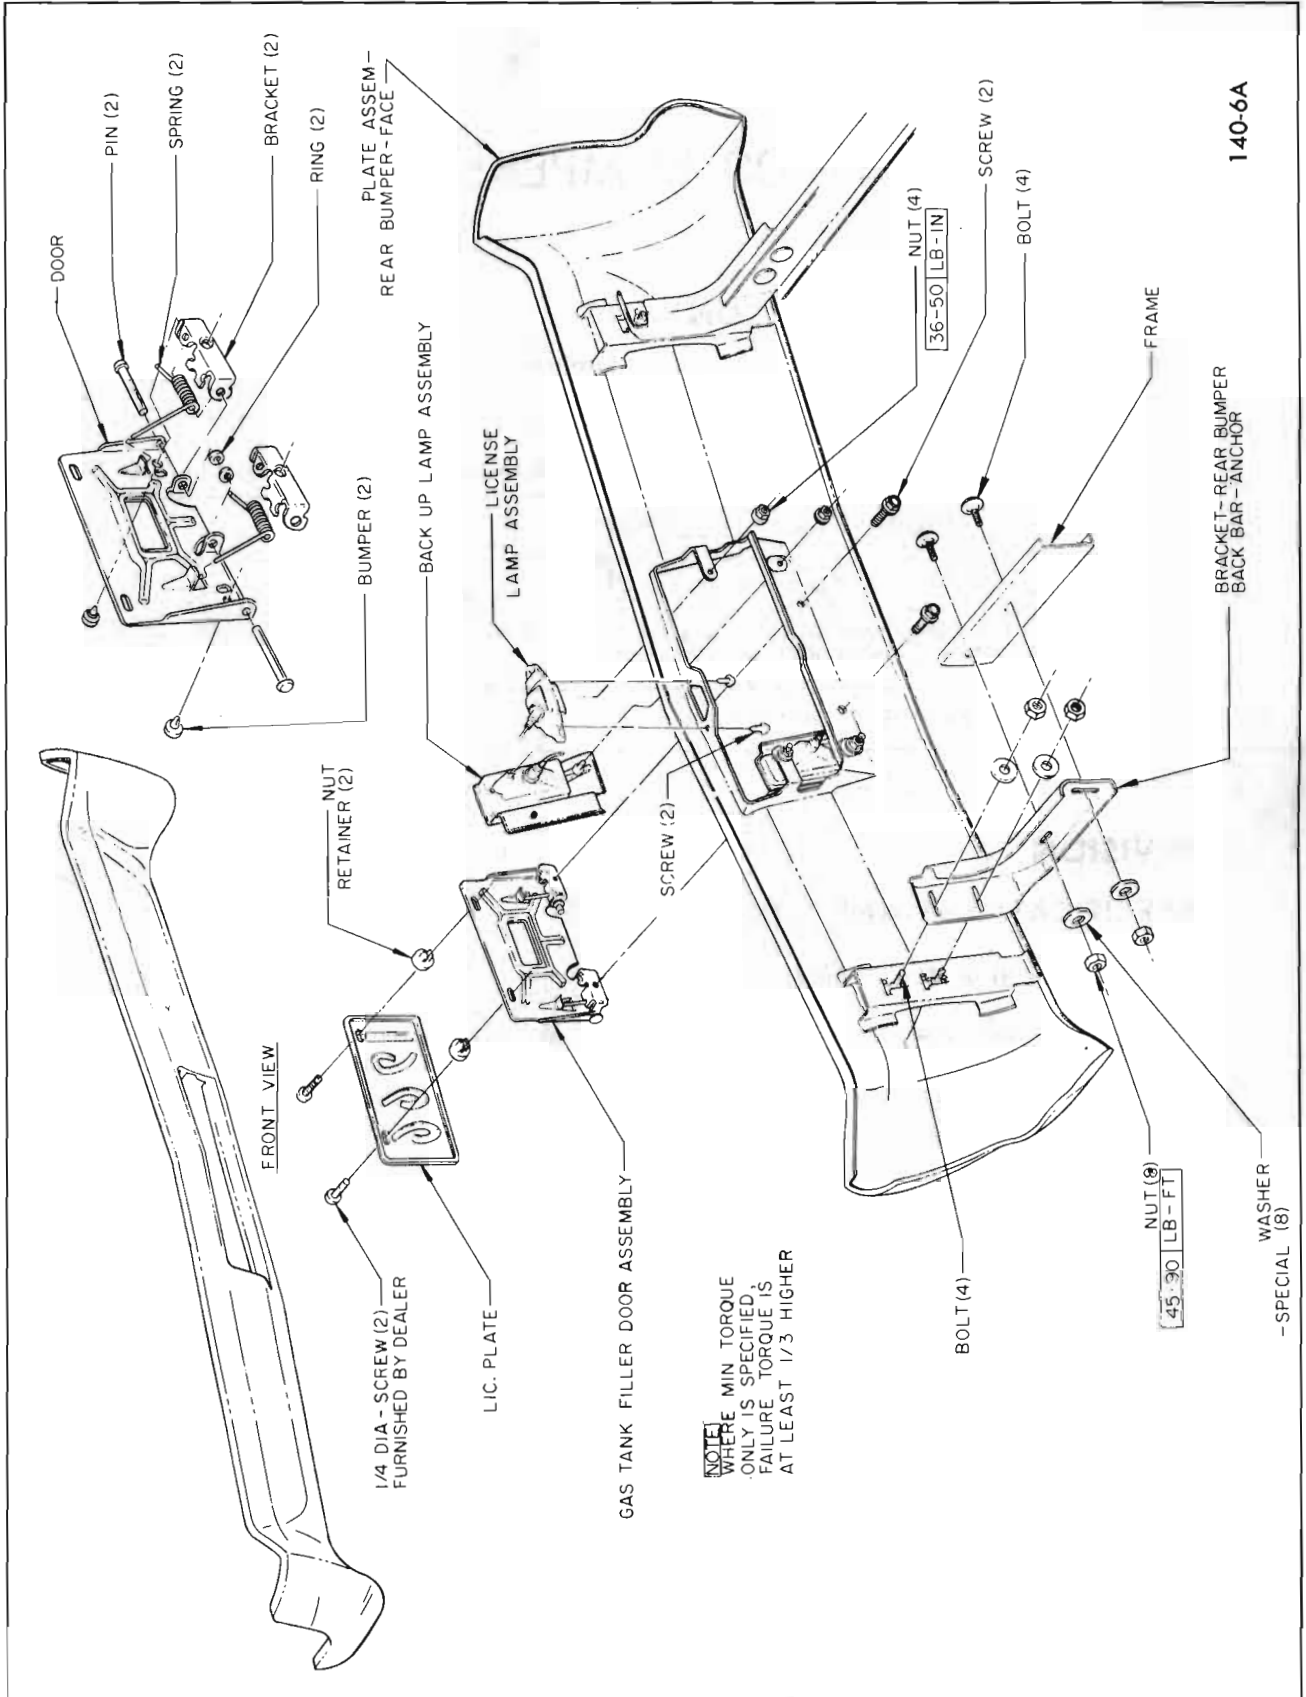 DOOR
PIN (2)
SPRING (2)
BRACKET (2)
RING (2)
BUMPER (2)
PLATE ASSEM-
REAR BUMPER-FACE
BACK UP LAMP ASSEMBLY
LICENSE
LAMP ASSEMBLY
NUT
RETAINER (2)
SCREW (2)
NUT (4)
36-50 LB-IN
SCREW (2)
BOLT (4)
FRAME
BRACKET-REAR BUMPER
BACK BAR-ANCHOR
FRONT VIEW
1/4 DIA-SCREW (2)
FURNISHED BY DEALER
LIC. PLATE
GAS TANK FILLER DOOR ASSEMBLY
NOTE
WHERE MIN TORQUE
ONLY IS SPECIFIED,
FAILURE TORQUE IS
AT LEAST 1/3 HIGHER
BOLT (4)
NUT (8)
45-90 LB-FT
WASHER
-SPECIAL (8)
140-6A